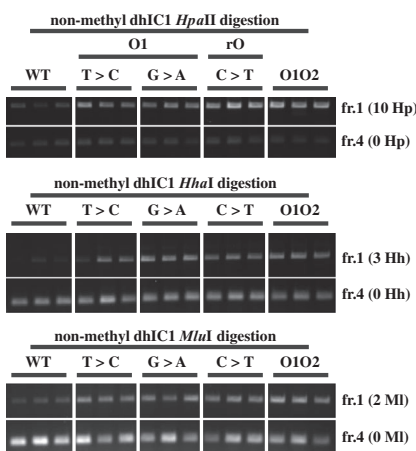 non-methyl dhIC1 HpaII digestion
O1 rO
WT T > C G > A C > T O1O2
fr.1 (10 Hp)
fr.4 (0 Hp)
non-methyl dhIC1 HhaI digestion
WT T > C G > A C > T O1O2
fr.1 (3 Hh)
fr.4 (0 Hh)
non-methyl dhIC1 MluI digestion
WT T > C G > A C > T O1O2
fr.1 (2 Ml)
fr.4 (0 Ml)